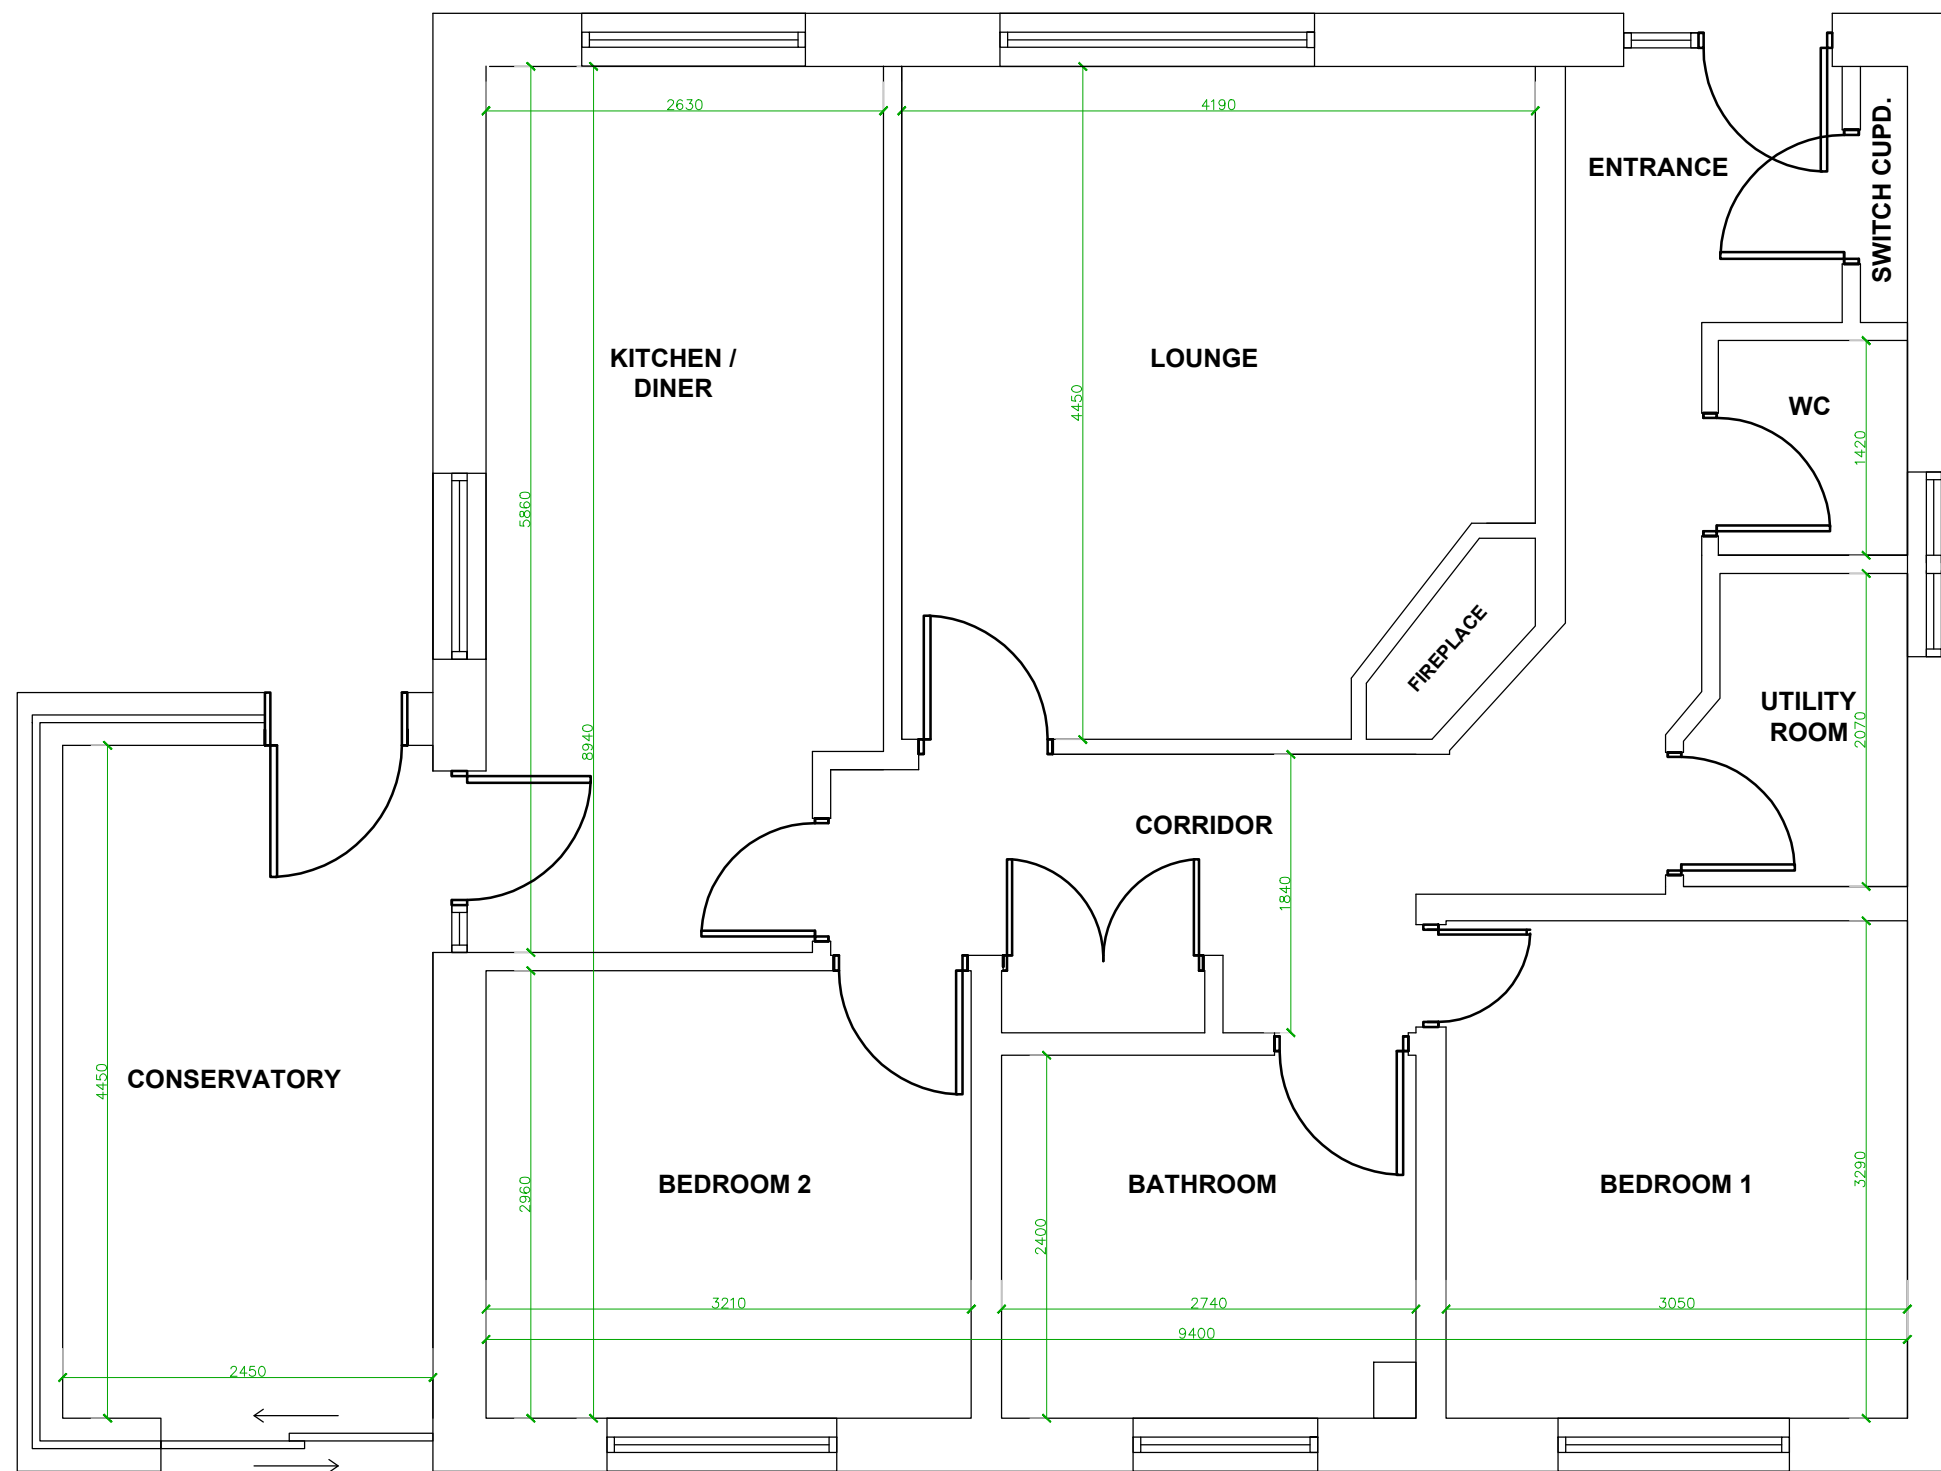 2630
4190
ENTRANCE
SWITCH CUPD.
KITCHEN /
DINER
LOUNGE
4450
WC
1420
5860
FIREPLACE
UTILITY
ROOM
2070
8940
CORRIDOR
1840
CONSERVATORY
4450
BEDROOM 2
2960
BATHROOM
2400
BEDROOM 1
3290
3210
2740
3050
9400
2450